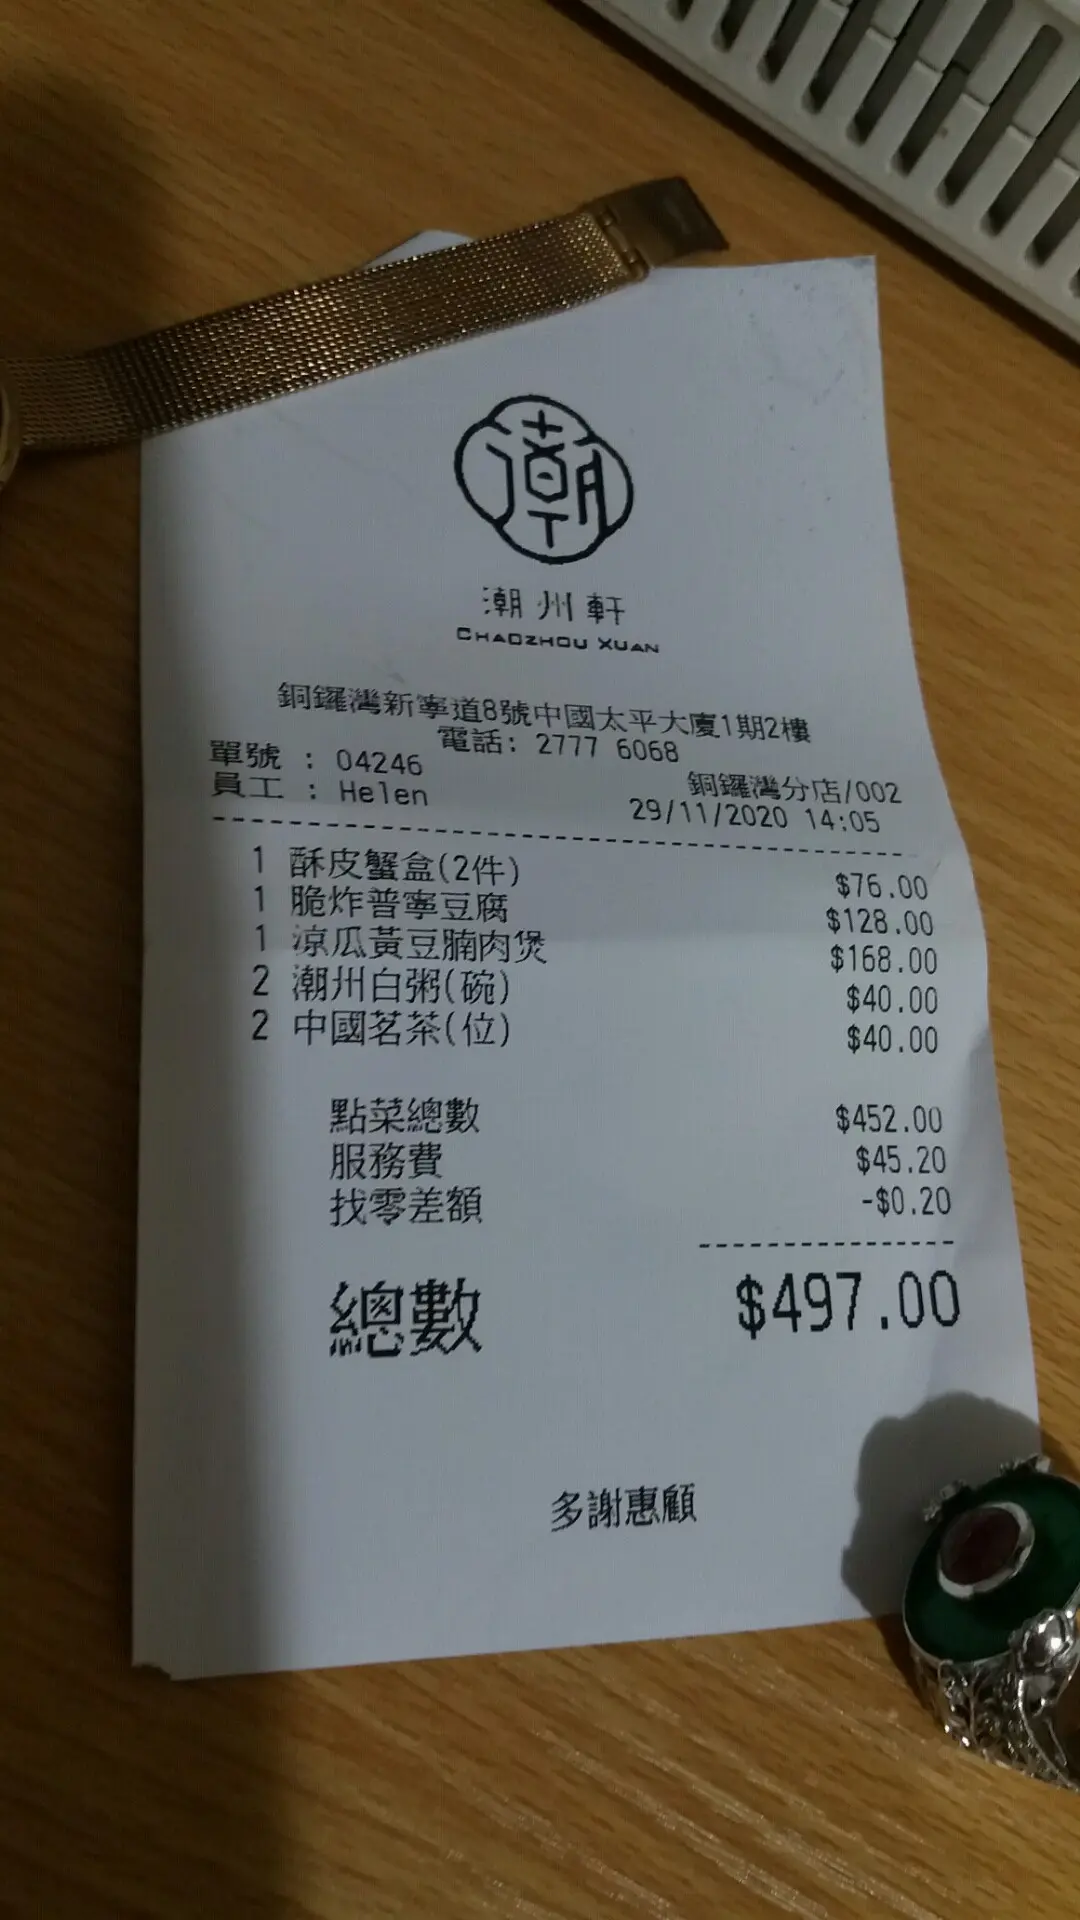 潮
潮州軒
CHAOZHOU XUAN
銅鑼灣新寧道8號中國太平大廈1期2樓
電話: 2777 6068
單號 : 04246 銅鑼灣分店/002
員工 : Helen 29/11/2020 14:05
1 酥皮蟹盒(2件) $76.00
1 脆炸普寧豆腐 $128.00
1 涼瓜黃豆腩肉煲 $168.00
2 潮州白粥(碗) $40.00
2 中國茗茶(位) $40.00
點菜總數 $452.00
服務費 $45.20
找零差額 -$0.20
總數 $497.00
多謝惠顧